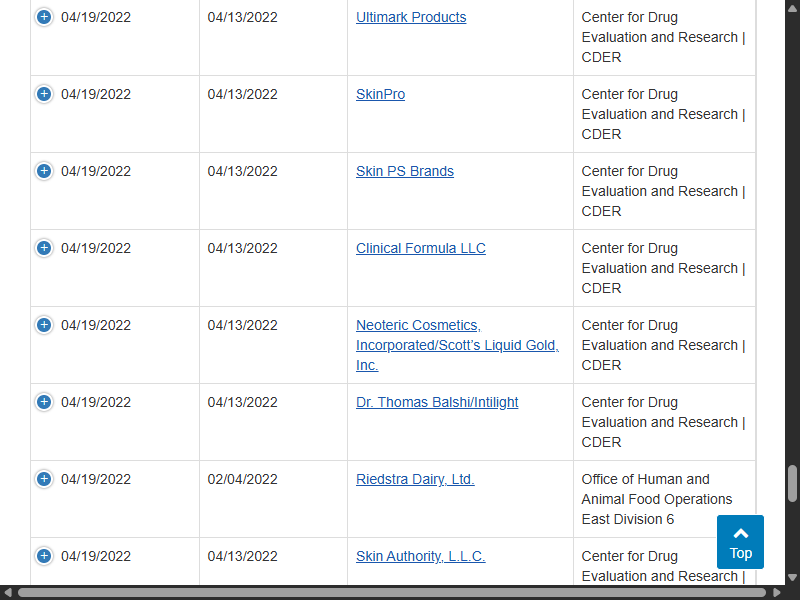 04/19/2022 04/13/2022 Ultimark Products Center for Drug
Evaluation and Research |
CDER
04/19/2022 04/13/2022 SkinPro Center for Drug
Evaluation and Research |
CDER
04/19/2022 04/13/2022 Skin PS Brands Center for Drug
Evaluation and Research |
CDER
04/19/2022 04/13/2022 Clinical Formula LLC Center for Drug
Evaluation and Research |
CDER
04/19/2022 04/13/2022 Neoteric Cosmetics, Center for Drug
Incorporated/Scott’s Liquid Gold, Evaluation and Research |
Inc. CDER
04/19/2022 04/13/2022 Dr. Thomas Balshi/Intilight Center for Drug
Evaluation and Research |
CDER
04/19/2022 02/04/2022 Riedstra Dairy, Ltd. Office of Human and
Animal Food Operations
East Division 6
04/19/2022 04/13/2022 Skin Authority, L.L.C. Center for Drug
Evaluation and Research |
Top